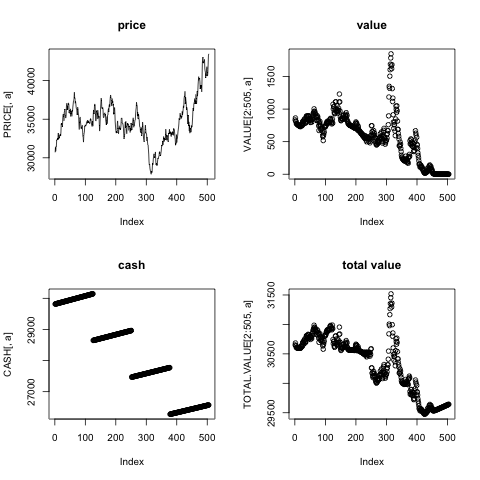 price
PRICE[, a]
30000 35000 40000
0 100 200 300 400 500
Index
value
VALUE[2:505, a]
0 500 1000 1500
0 100 200 300 400 500
Index
cash
CASH[, a]
27000 29000
0 100 200 300 400 500
Index
total value
TOTAL.VALUE[2:505, a]
29500 30500 31500
0 100 200 300 400 500
Index